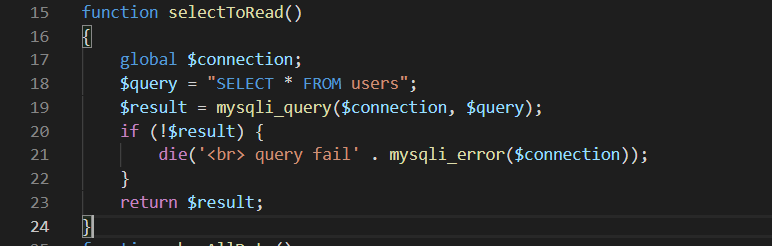 15 function selectToRead()
16 {
17 global $connection;
18 $query = "SELECT * FROM users";
19 $result = mysqli_query($connection, $query);
20 if (!$result) {
21 die('<br> query fail' . mysqli_error($connection));
22 }
23 return $result;
24 }